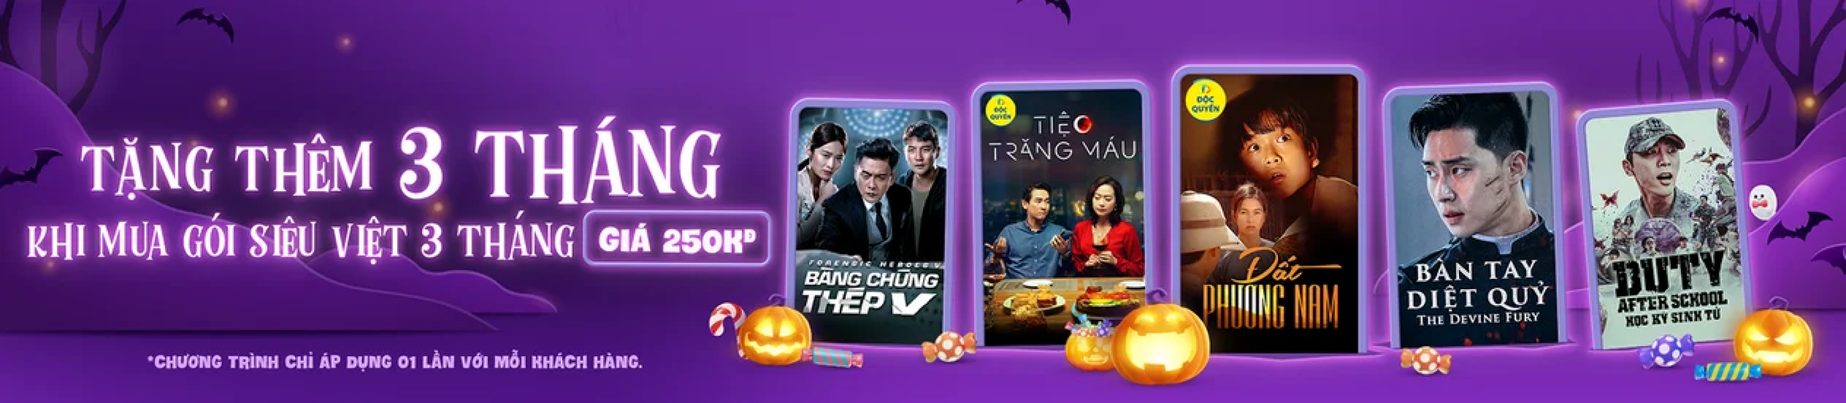 TẶNG THÊM 3 THÁNG
KHI MUA GÓI SIÊU VIỆT 3 THÁNG GIÁ 250KĐ
*CHƯƠNG TRÌNH CHỈ ÁP DỤNG 01 LẦN VỚI MỖI KHÁCH HÀNG.
FORENSIC HEROES V
BẰNG CHỨNG
THÉP V
ĐỘC
QUYỀN
TIỆC
TRĂNG MÁU
ĐỘC
QUYỀN
Đất
PHƯƠNG NAM
BÀN TAY
DIỆT QUỶ
THE DEVINE FURY
DUTY
AFTER SCHOOL
HỌC KỲ SINH TỬ